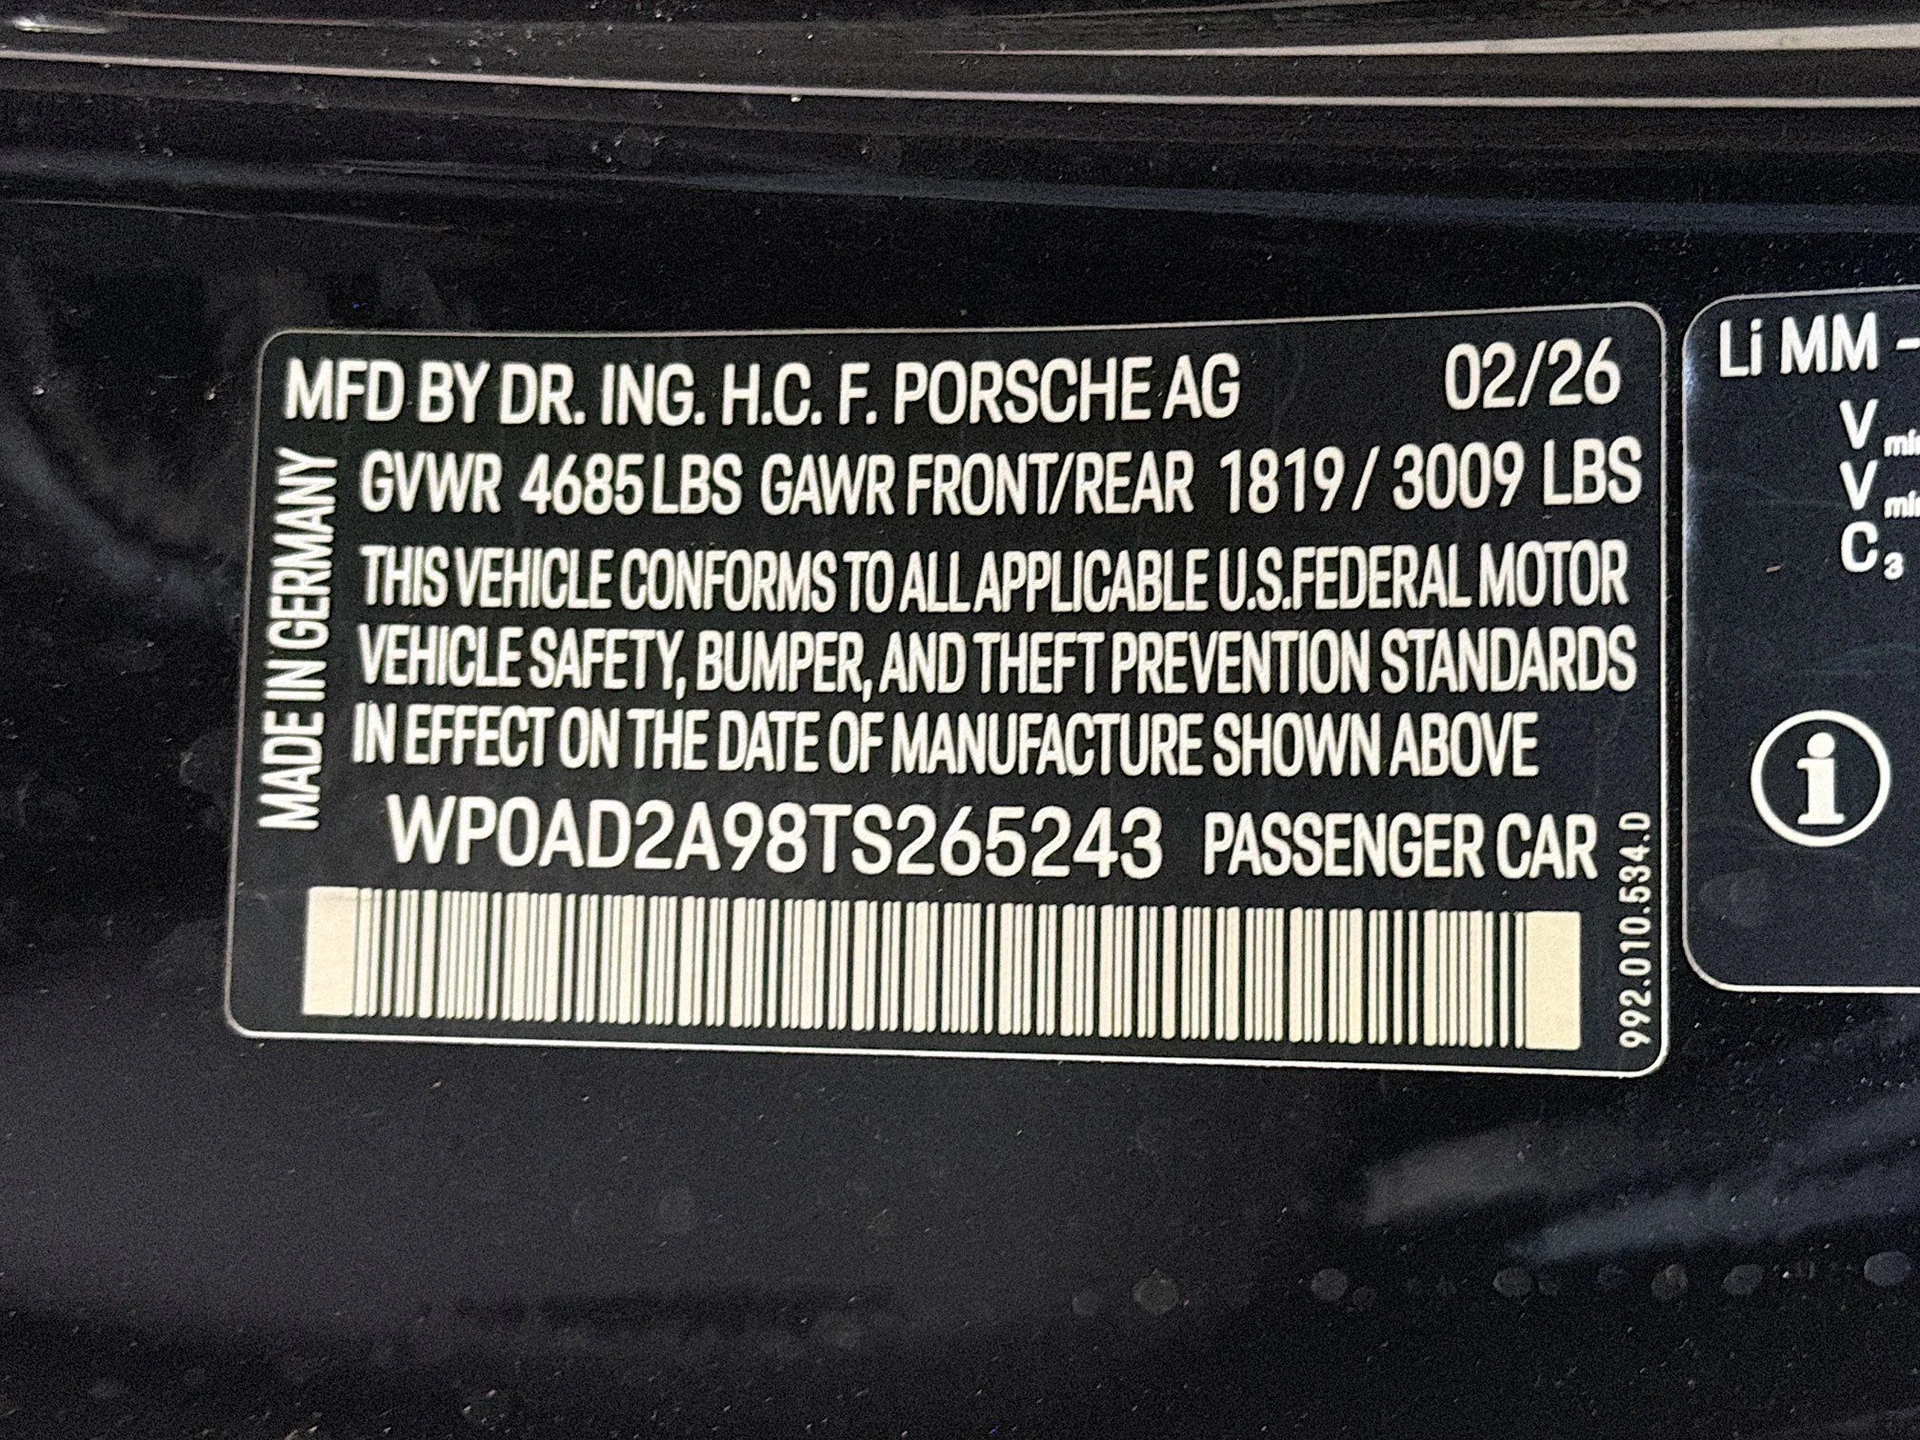 MFD BY DR. ING. H.C. F. PORSCHE AG 02/26
GVWR 4685 LBS GAWR FRONT/REAR 1819 / 3009 LBS
THIS VEHICLE CONFORMS TO ALL APPLICABLE U.S.FEDERAL MOTOR
VEHICLE SAFETY, BUMPER, AND THEFT PREVENTION STANDARDS
IN EFFECT ON THE DATE OF MANUFACTURE SHOWN ABOVE
WP0AD2A98TS265243 PASSENGER CAR
MADE IN GERMANY
992.010.534.D
Li MM -
V
V
C3
i